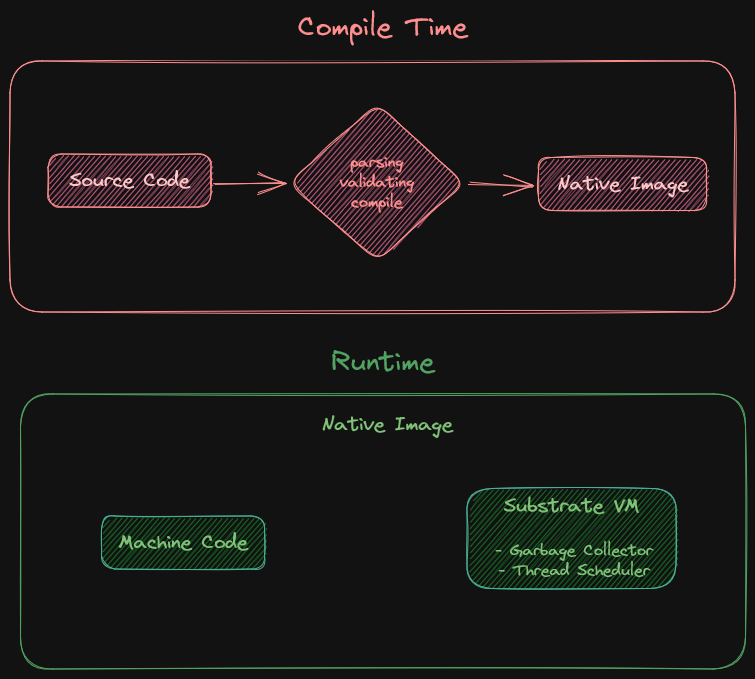 Compile Time
Source Code
parsing
validating
compile
Native Image
Runtime
Native Image
Machine Code
Substrate VM
- Garbage Collector
- Thread Scheduler